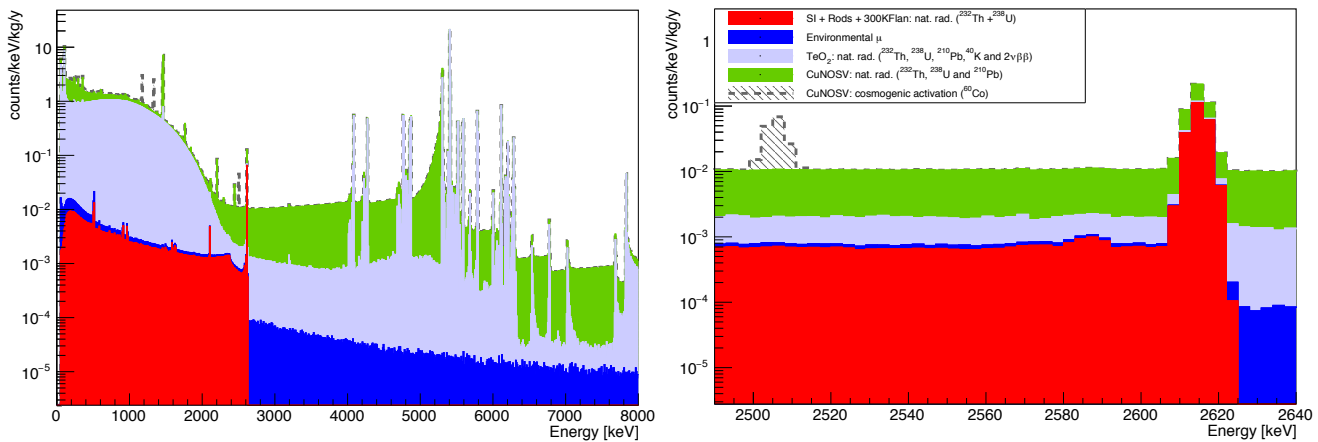 counts/keV/kg/y
10
1
10⁻¹
10⁻²
10⁻³
10⁻⁴
10⁻⁵
0 1000 2000 3000 4000 5000 6000 7000 8000
Energy [keV]
counts/keV/kg/y
1
10⁻¹
10⁻²
10⁻³
10⁻⁴
10⁻⁵
SI + Rods + 300KFlan: nat. rad. (²³²Th +²³⁸U)
Environmental μ
TeO₂: nat. rad. (²³²Th, ²³⁸U, ²¹⁰Pb,⁴⁰K and 2νββ)
CuNOSV: nat. rad. (²³²Th, ²³⁸U and ²¹⁰Pb)
CuNOSV: cosmogenic activation (⁶⁰Co)
2500 2520 2540 2560 2580 2600 2620 2640
Energy [keV]